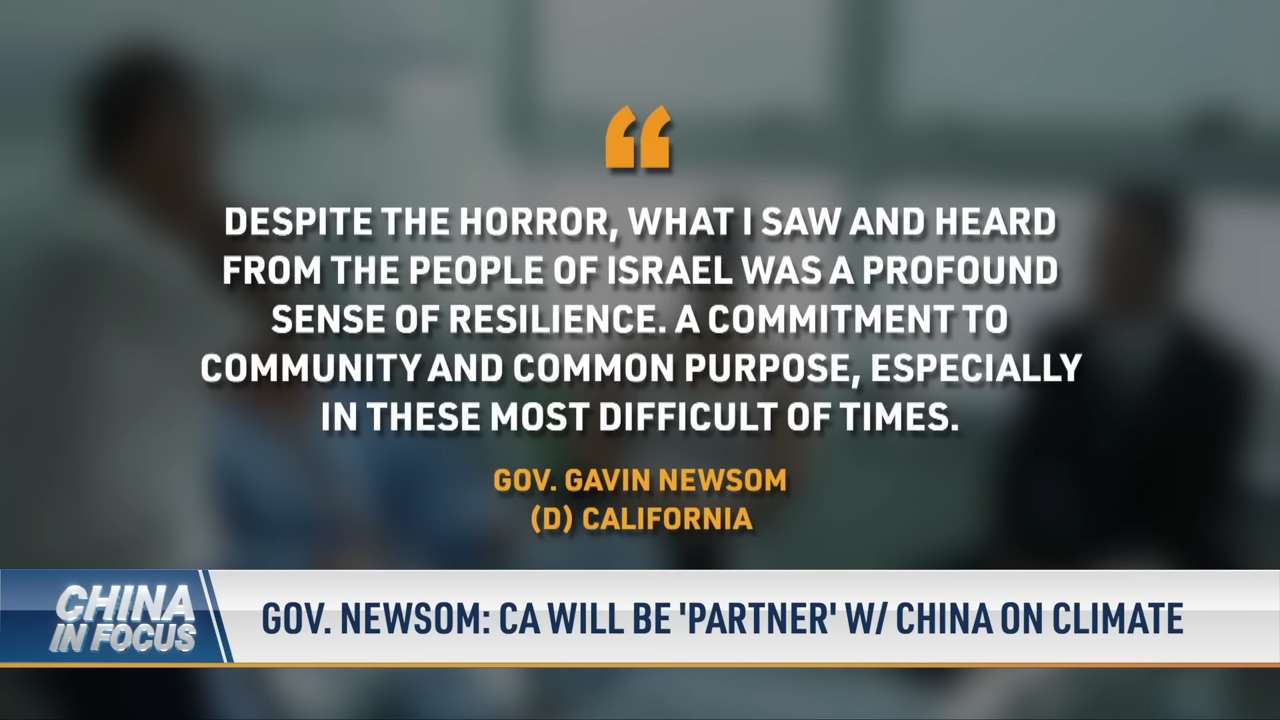 “
DESPITE THE HORROR, WHAT I SAW AND HEARD
FROM THE PEOPLE OF ISRAEL WAS A PROFOUND
SENSE OF RESILIENCE. A COMMITMENT TO
COMMUNITY AND COMMON PURPOSE, ESPECIALLY
IN THESE MOST DIFFICULT OF TIMES.
GOV. GAVIN NEWSOM
(D) CALIFORNIA
CHINA
IN FOCUS
GOV. NEWSOM: CA WILL BE 'PARTNER' W/ CHINA ON CLIMATE